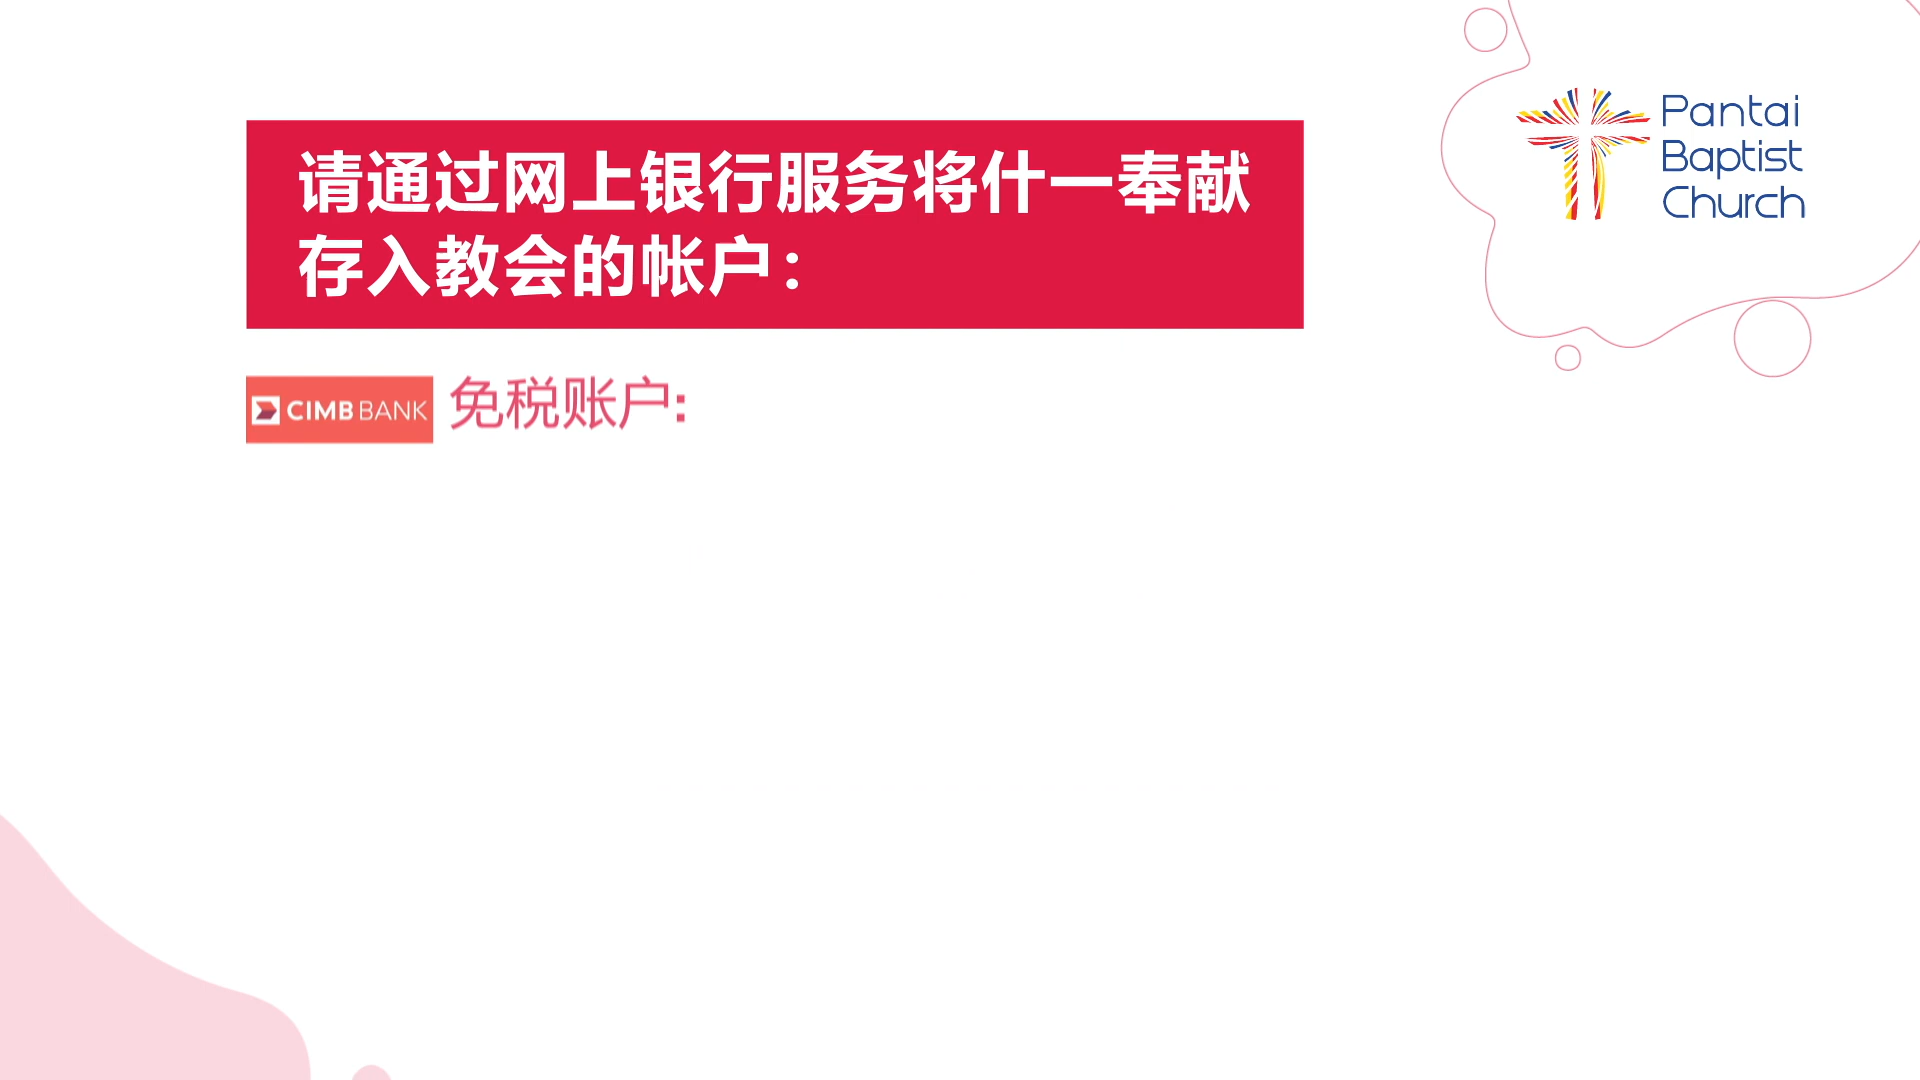 请通过网上银行服务将什一奉献
存入教会的帐户：
CIMB BANK 免税账户:
Pantai
Baptist
Church